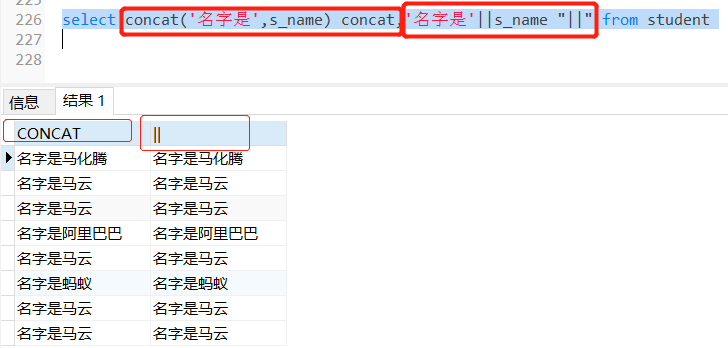 225
226 select concat('名字是',s_name) concat,'名字是'||s_name "||" from student
227
228
信息 结果 1
CONCAT ||
名字是马化腾 名字是马化腾
名字是马云 名字是马云
名字是马云 名字是马云
名字是阿里巴巴 名字是阿里巴巴
名字是马云 名字是马云
名字是蚂蚁 名字是蚂蚁
名字是马云 名字是马云
名字是马云 名字是马云